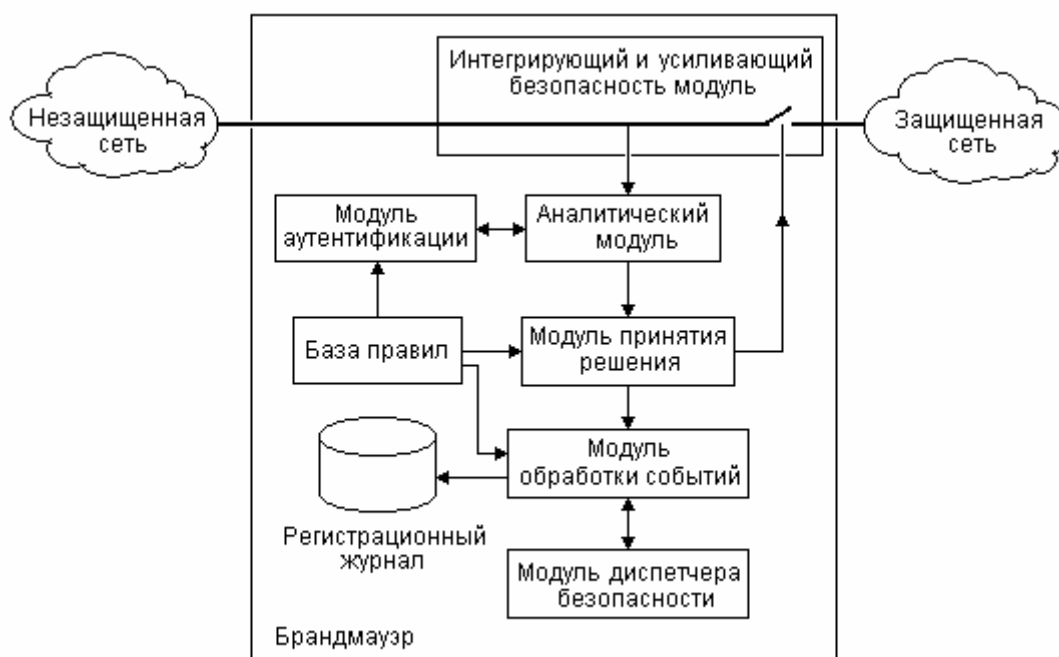 Интегрирующий и усиливающий
безопасность модуль
Незащищенная
сеть
Защищенная
сеть
Модуль
аутентификации
Аналитический
модуль
База правил
Модуль принятия
решения
Модуль
обработки событий
Регистрационный
журнал
Модуль диспетчера
безопасности
Брандмауэр